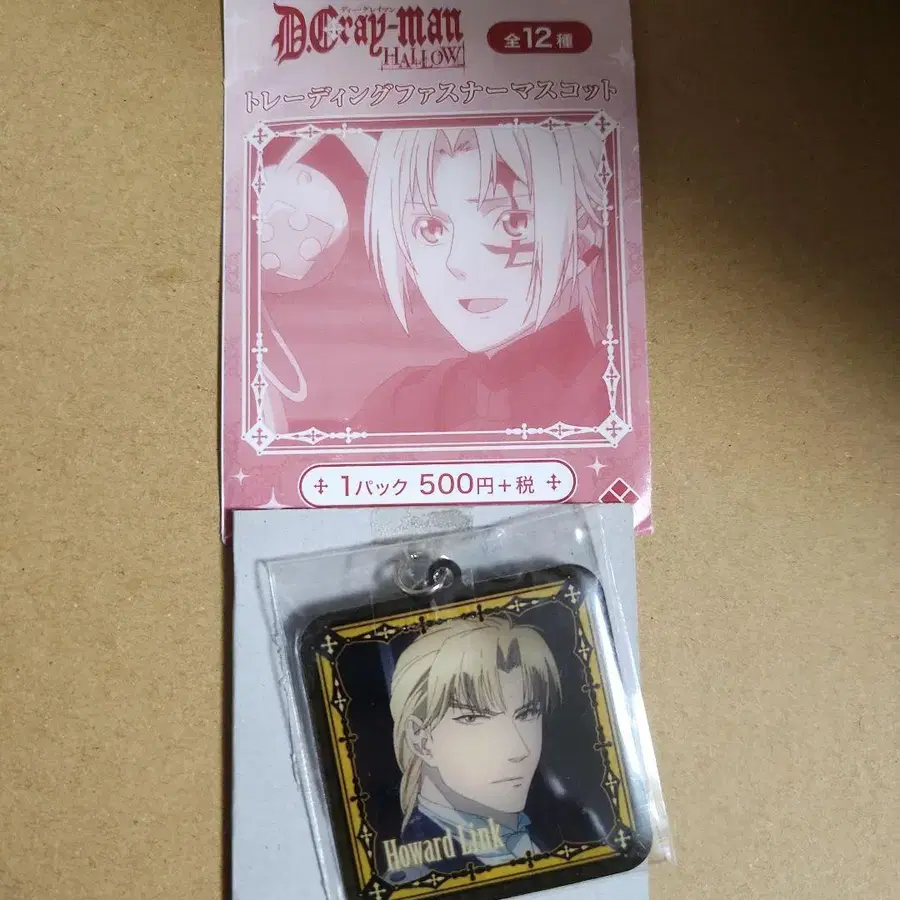 ディー・グレイマン
D.Gray-man
HALLOW
全12種
トレーディングファスナーマスコット
1パック 500円+税
Howard Link